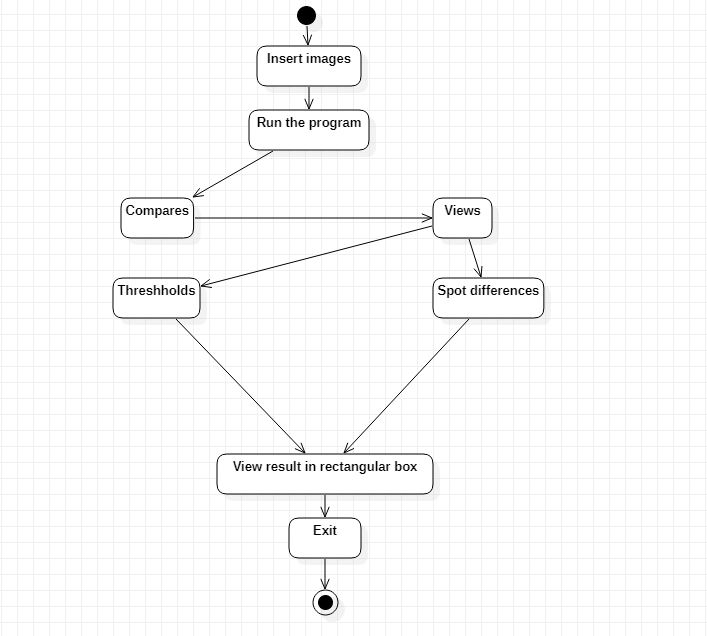 Insert images
Run the program
Compares
Views
Threshholds
Spot differences
View result in rectangular box
Exit